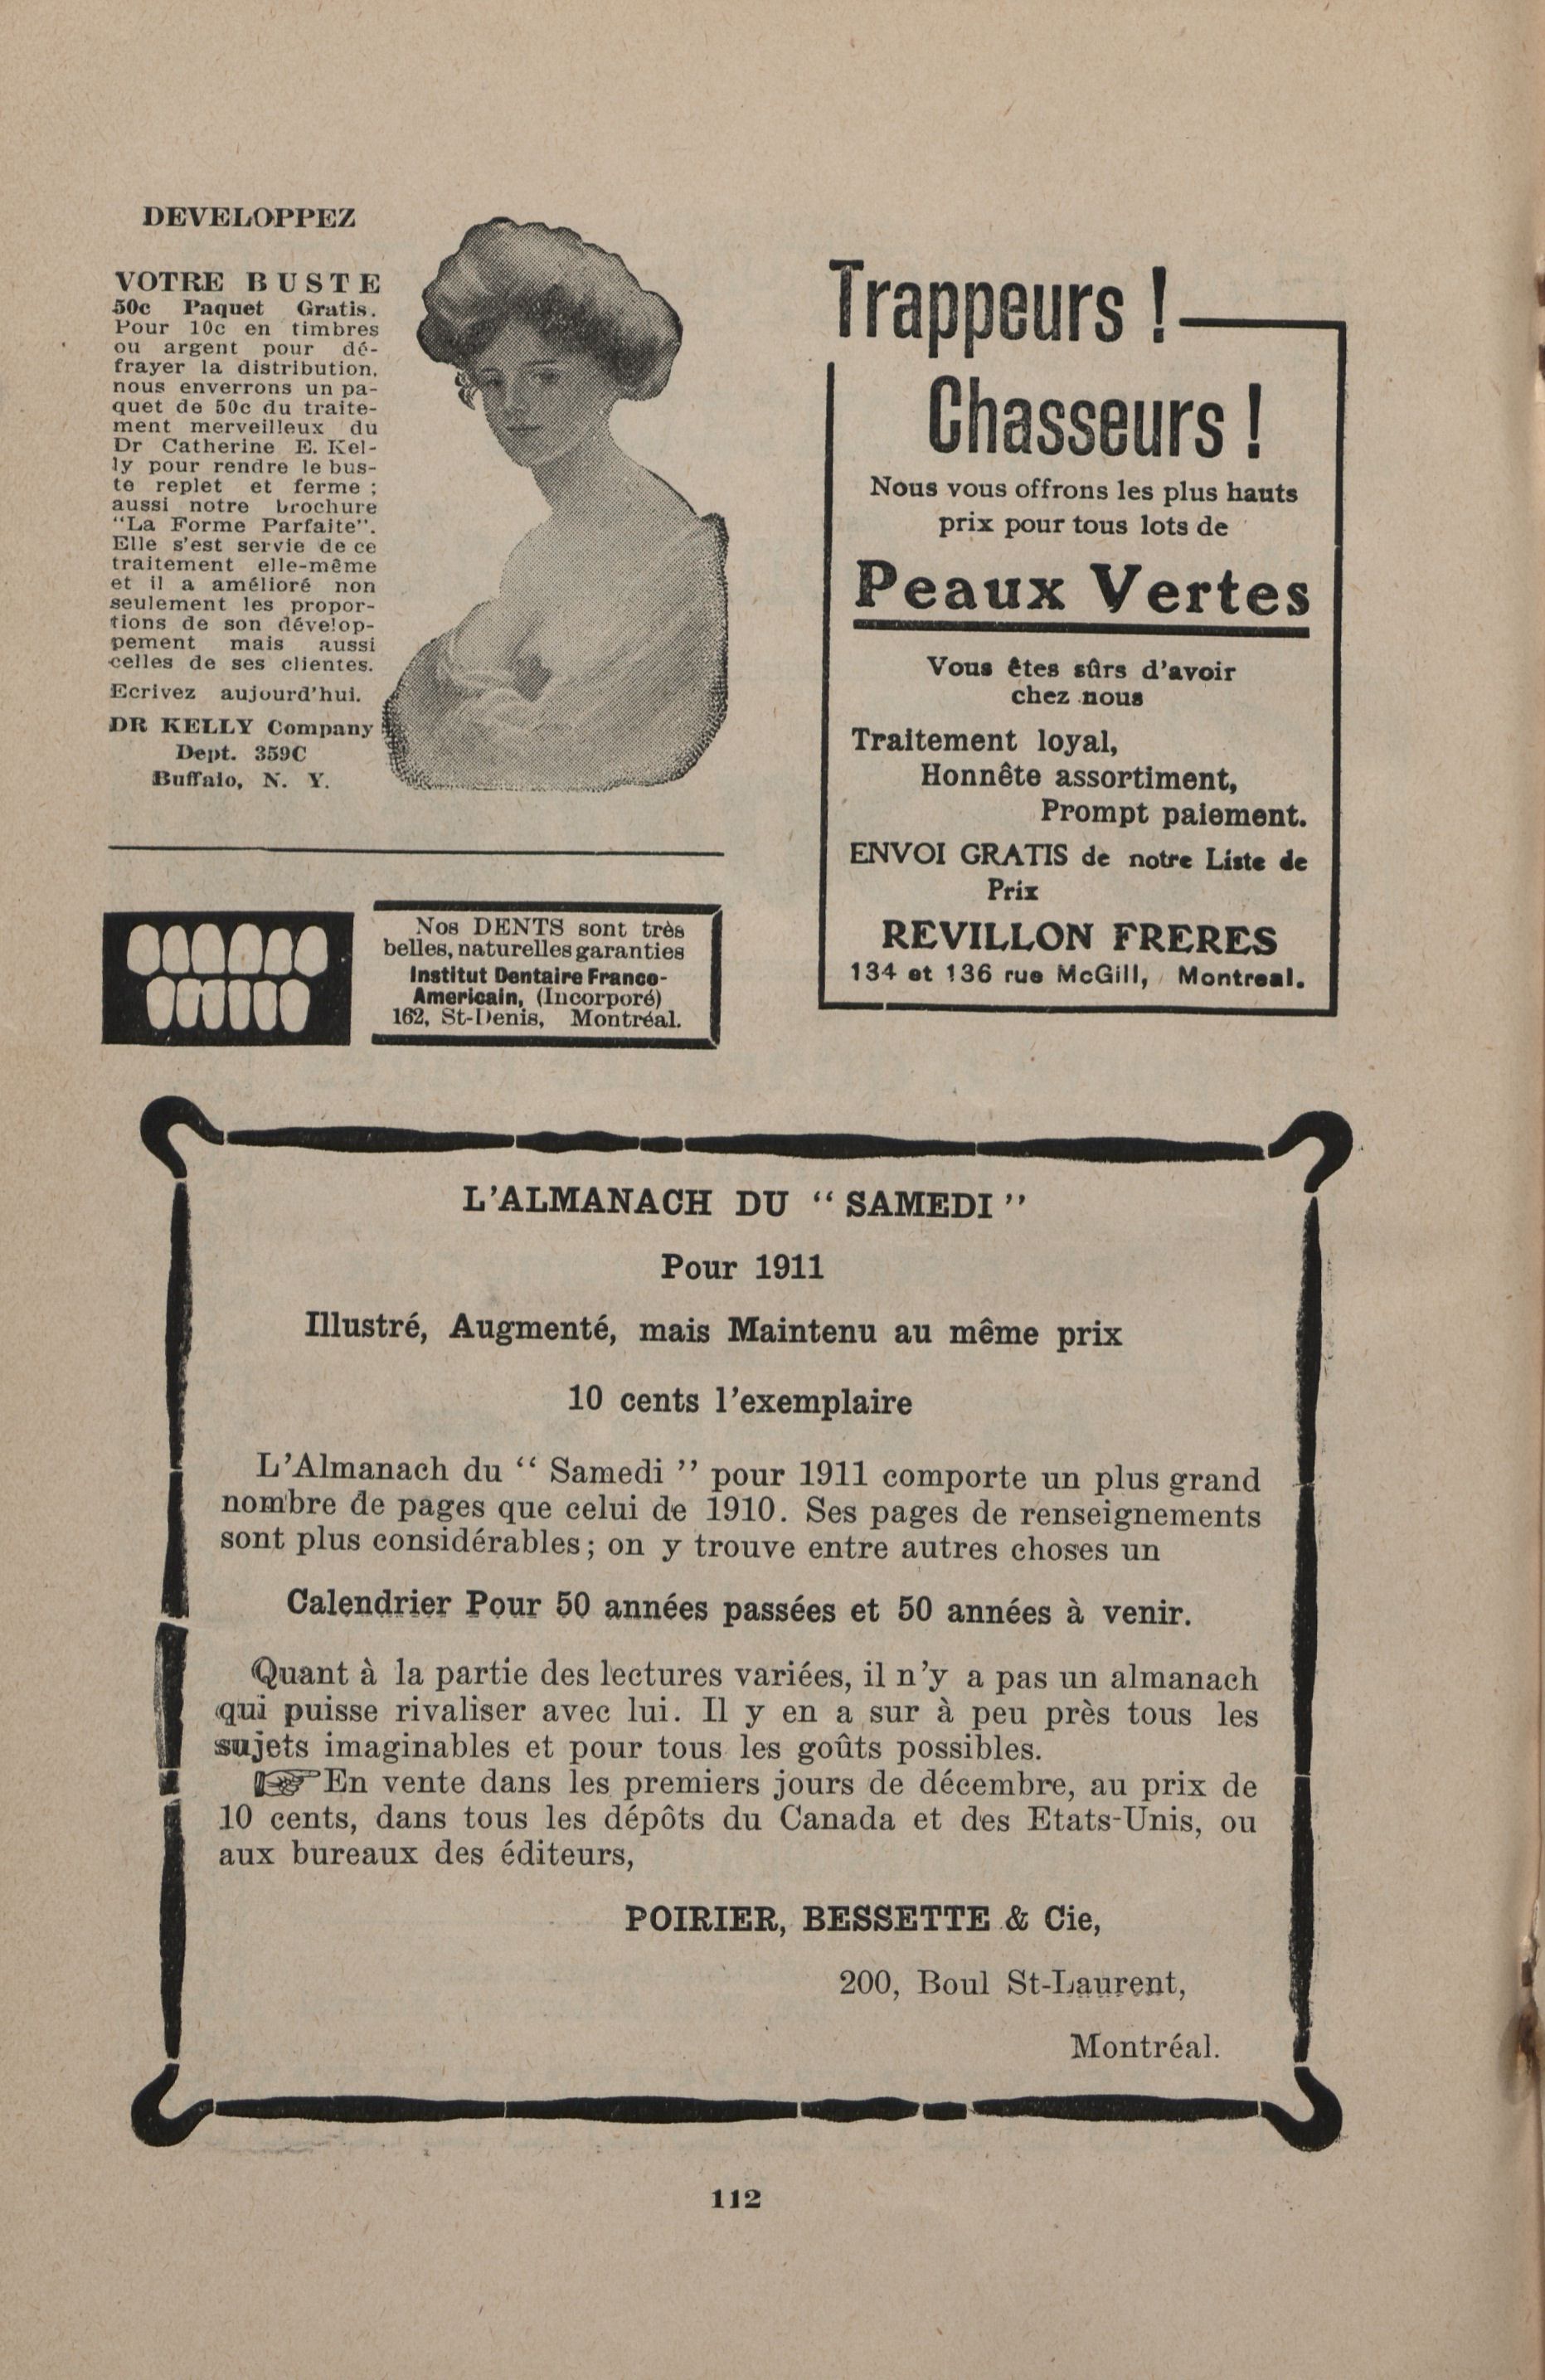 DEVELOPPEZ
VOTRE BUSTE
50c Paquet Gratis.
Pour 10c en timbres
ou argent pour dé-
frayer la distribution,
nous enverrons un pa-
quet de 50c du traite-
ment merveilleux du
Dr Catherine E. Kel-
ly pour rendre le bus-
te replet et ferme ;
aussi notre brochure
"La Forme Parfaite".
Elle s'est servie de ce
traitement elle-même
et il a amélioré non
seulement les propor-
tions de son dévelop-
pement mais aussi
celles de ses clientes.
Ecrivez aujourd'hui.
DR KELLY Company
Dept. 359C
Buffalo, N. Y.
Nos DENTS sont très
belles, naturelles garanties
Institut Dentaire Franco-
Americain, (Incorporé)
162, St-Denis, Montréal.
Trappeurs !
Chasseurs !
Nous vous offrons les plus hauts
prix pour tous lots de
Peaux Vertes
Vous êtes sûrs d'avoir
chez nous
Traitement loyal,
Honnête assortiment,
Prompt paiement.
ENVOI GRATIS de notre Liste de
Prix
REVILLON FRERES
134 et 136 rue McGill, Montreal.
L'ALMANACH DU " SAMEDI "
Pour 1911
Illustré, Augmenté, mais Maintenu au même prix
10 cents l'exemplaire
L'Almanach du " Samedi " pour 1911 comporte un plus grand
nombre de pages que celui de 1910. Ses pages de renseignements
sont plus considérables; on y trouve entre autres choses un
Calendrier Pour 50 années passées et 50 années à venir.
Quant à la partie des lectures variées, il n'y a pas un almanach
qui puisse rivaliser avec lui. Il y en a sur à peu près tous les
sujets imaginables et pour tous les goûts possibles.
En vente dans les premiers jours de décembre, au prix de
10 cents, dans tous les dépôts du Canada et des Etats-Unis, ou
aux bureaux des éditeurs,
POIRIER, BESSETTE & Cie,
200, Boul St-Laurent,
Montréal.
112